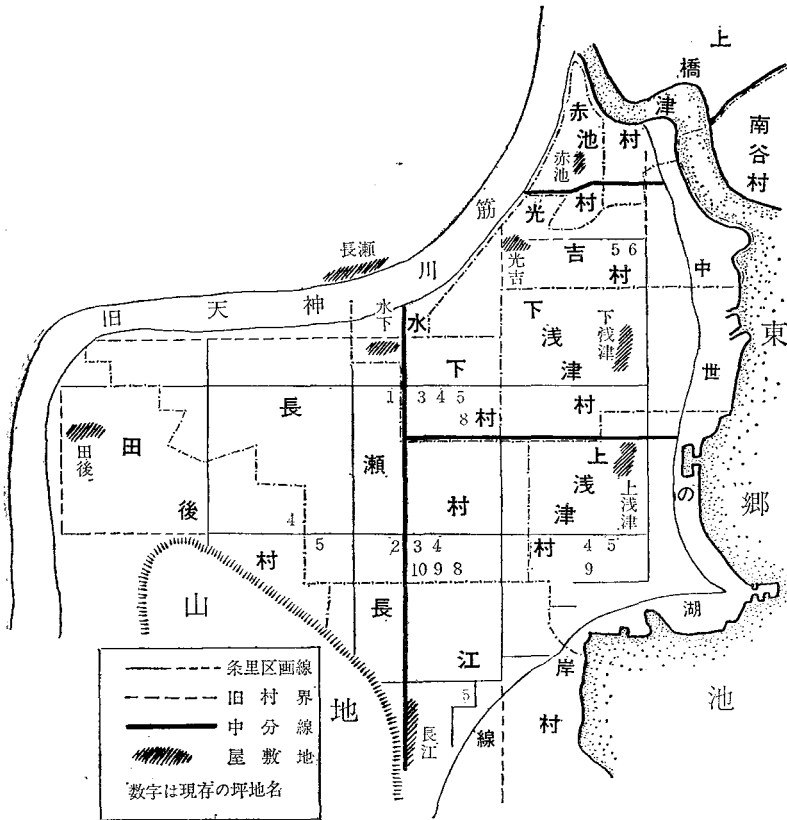 上
橋
津
村
南谷村
赤池村
赤池
光吉村
光吉
5 6
筋
川
神
天
旧
長瀬
水下
水下村
下浅津村
下浅津
中世の湖岸線
東郷池
1 3 4 5
8
長瀬村
田後村
田後
上浅津村
上浅津
4
5
2 3 4
10 9 8
4 5
9
山地
長江村
5
長江
条里区画線
旧村界
中分線
屋敷地
数字は現存の坪地名